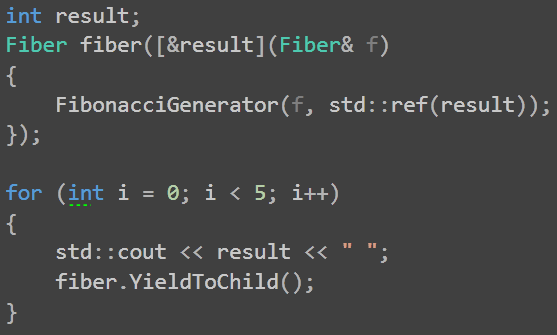 int result;
Fiber fiber([&result](Fiber& f)
{
    FibonacciGenerator(f, std::ref(result));
});
for (int i = 0; i < 5; i++)
{
    std::cout << result << " ";
    fiber.YieldToChild();
}